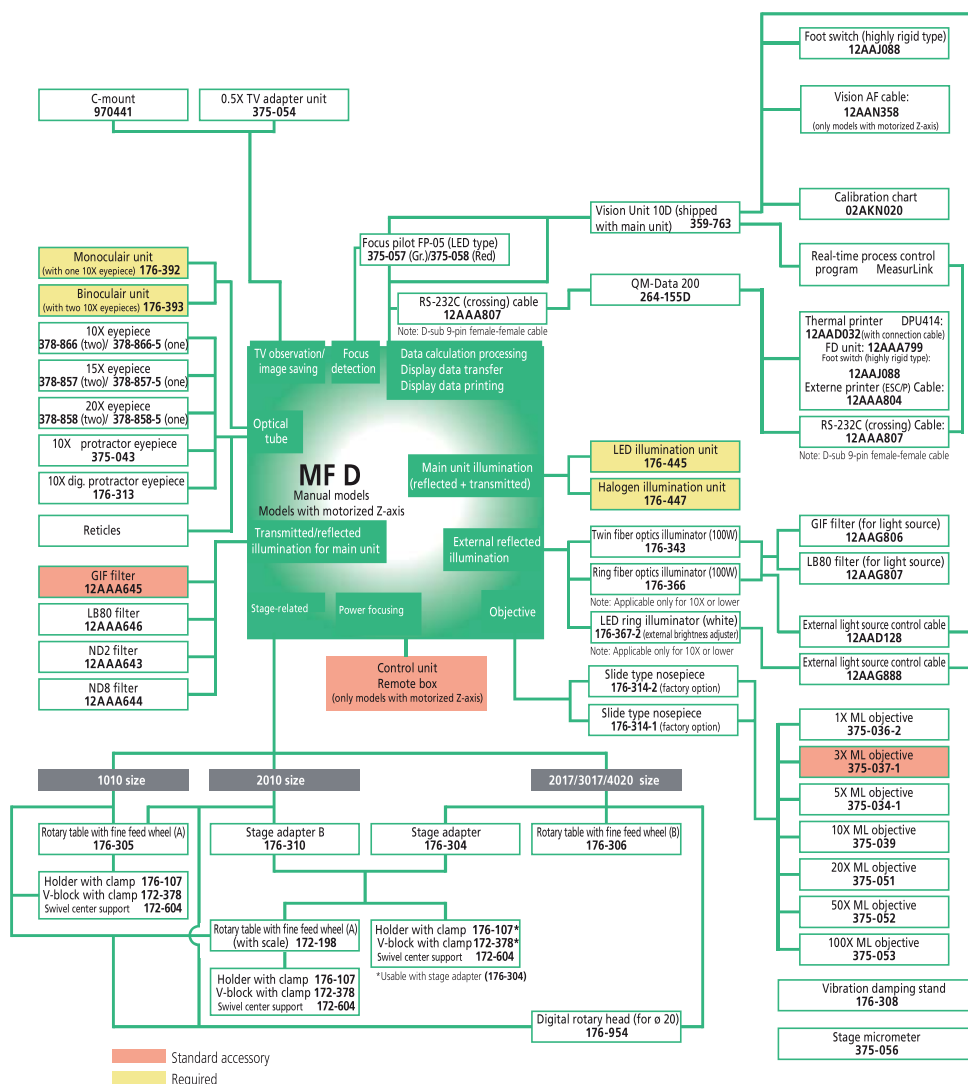 Foot switch (highly rigid type)
12AAJ088
C-mount
970441
0.5X TV adapter unit
375-054
Vision AF cable:
12AAN358
(only models with motorized Z-axis)
Calibration chart
02AKN020
Vision Unit 10D (shipped
with main unit) 359-763
Focus pilot FP-05 (LED type)
375-057 (Gr.)/375-058 (Red)
Real-time process control
program MeasurLink
Monoculair unit
(with one 10X eyepiece) 176-392
Binoculair unit
(with two 10X eyepieces) 176-393
RS-232C (crossing) cable
12AAA807
Note: D-sub 9-pin female-female cable
QM-Data 200
264-155D
Thermal printer DPU414:
12AAD032(with connection cable)
FD unit: 12AAA799
Foot switch (highly rigid type):
12AAJ088
Externe printer (ESC/P) Cable:
12AAA804
RS-232C (crossing) Cable:
12AAA807
Note: D-sub 9-pin female-female cable
10X eyepiece
378-866 (two)/ 378-866-5 (one)
15X eyepiece
378-857 (two)/ 378-857-5 (one)
20X eyepiece
378-858 (two)/ 378-858-5 (one)
10X protractor eyepiece
375-043
10X dig. protractor eyepiece
176-313
Reticles
TV observation/
image saving
Focus
detection
Data calculation processing
Display data transfer
Display data printing
Optical
tube
MF D
Manual models
Models with motorized Z-axis
Main unit illumination
(reflected + transmitted)
LED illumination unit
176-445
Halogen illumination unit
176-447
Transmitted/reflected
illumination for main unit
External reflected
illumination
Twin fiber optics illuminator (100W)
176-343
Ring fiber optics illuminator (100W)
176-366
Note: Applicable only for 10X or lower
LED ring illuminator (white)
176-367-2 (external brightness adjuster)
Note: Applicable only for 10X or lower
GIF filter (for light source)
12AAG806
LB80 filter (for light source)
12AAG807
External light source control cable
12AAD128
External light source control cable
12AAG888
GIF filter
12AAA645
LB80 filter
12AAA646
ND2 filter
12AAA643
ND8 filter
12AAA644
Stage-related
Power focusing
Objective
Control unit
Remote box
(only models with motorized Z-axis)
Slide type nosepiece
176-314-2 (factory option)
Slide type nosepiece
176-314-1 (factory option)
1X ML objective
375-036-2
3X ML objective
375-037-1
5X ML objective
375-034-1
10X ML objective
375-039
20X ML objective
375-051
50X ML objective
375-052
100X ML objective
375-053
1010 size
2010 size
2017/3017/4020 size
Rotary table with fine feed wheel (A)
176-305
Stage adapter B
176-310
Stage adapter
176-304
Rotary table with fine feed wheel (B)
176-306
Holder with clamp 176-107
V-block with clamp 172-378
Swivel center support 172-604
Rotary table with fine feed wheel (A)
(with scale) 172-198
Holder with clamp 176-107*
V-block with clamp172-378*
Swivel center support 172-604
*Usable with stage adapter (176-304)
Holder with clamp 176-107
V-block with clamp 172-378
Swivel center support 172-604
Digital rotary head (for ø 20)
176-954
Vibration damping stand
176-308
Stage micrometer
375-056
Standard accessory
Required